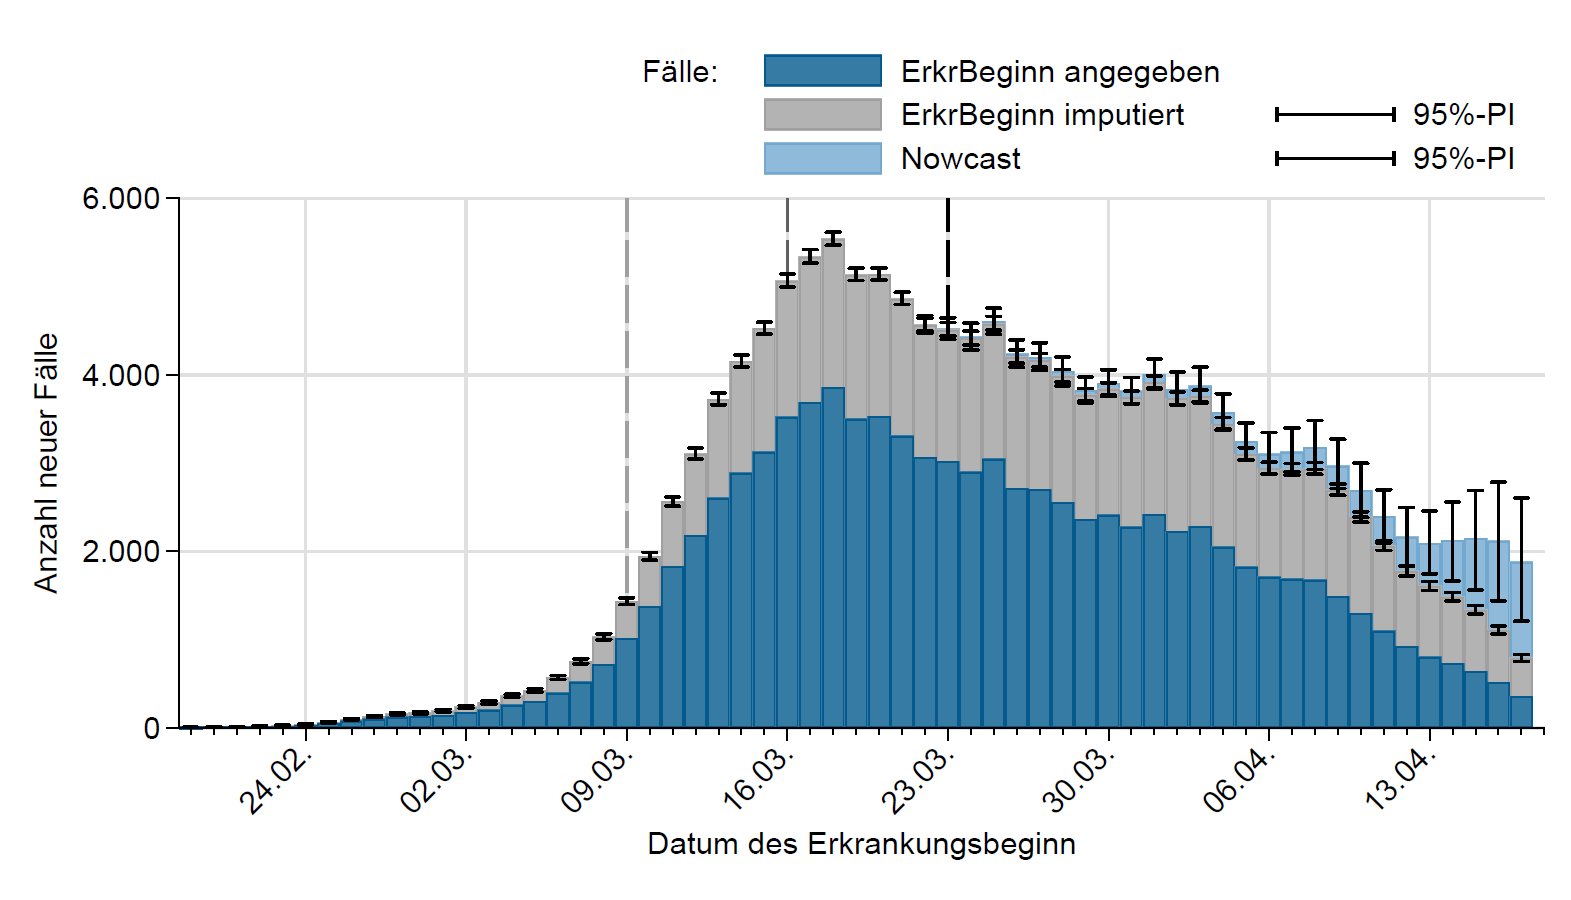 Fälle: ErkrBeginn angegeben
ErkrBeginn imputiert 95%-PI
Nowcast 95%-PI
6.000
4.000
2.000
0
Anzahl neuer Fälle
24.02. 02.03. 09.03. 16.03. 23.03. 30.03. 06.04. 13.04.
Datum des Erkrankungsbeginn